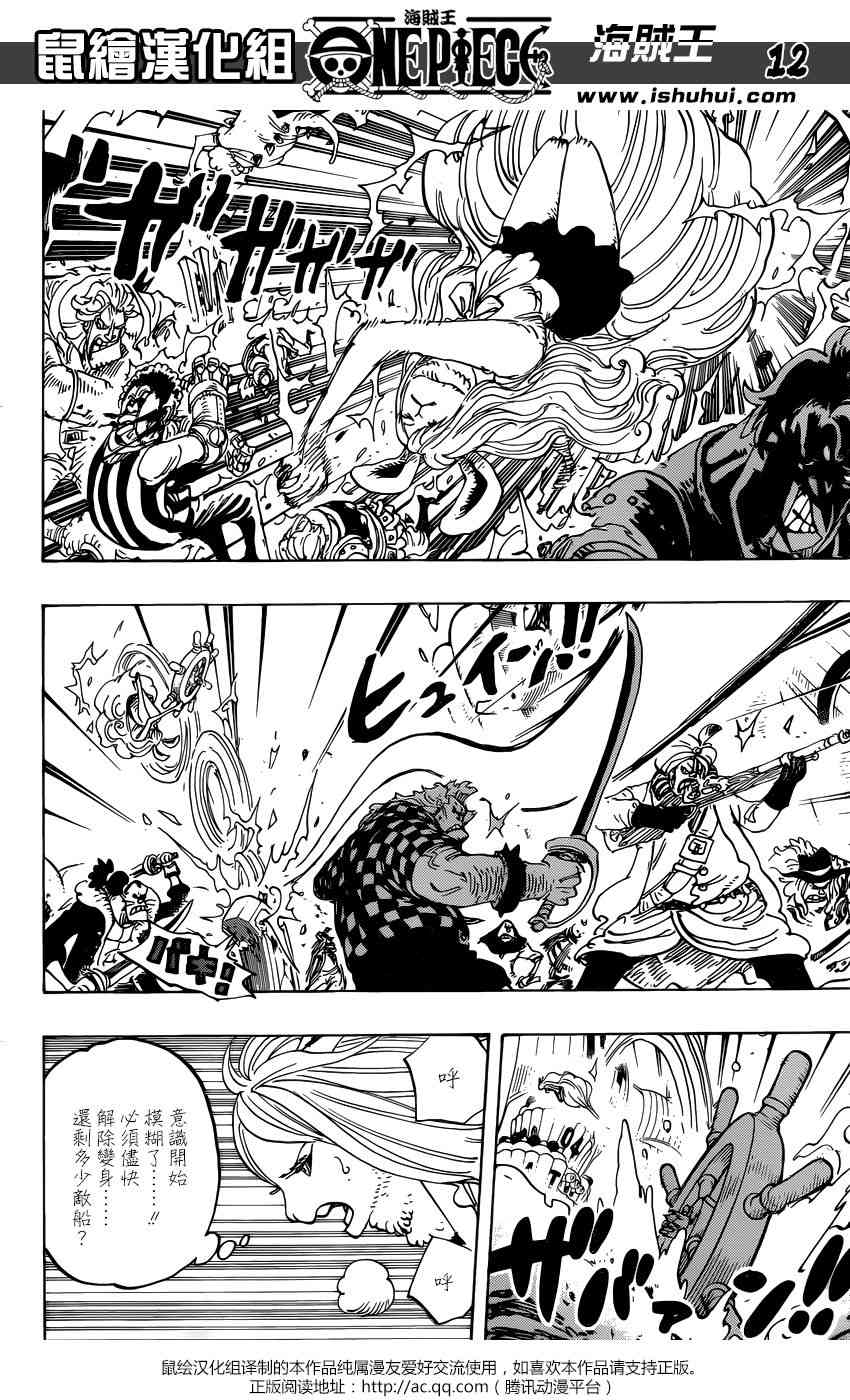 鼠繪漢化組
海賊王
ONE PIECE
海賊王
www.ishuhui.com
12
ガガガガガ
ヒュイーン!!
バキ!
ザバァーン!!
呼
呼
意識開始
模糊了……!!
必須儘快
解除變身……
還剩多少敵船？
鼠绘汉化组译制的本作品纯属漫友爱好交流使用，如喜欢本作品请支持正版。
正版阅读地址：http://ac.qq.com（腾讯动漫平台）